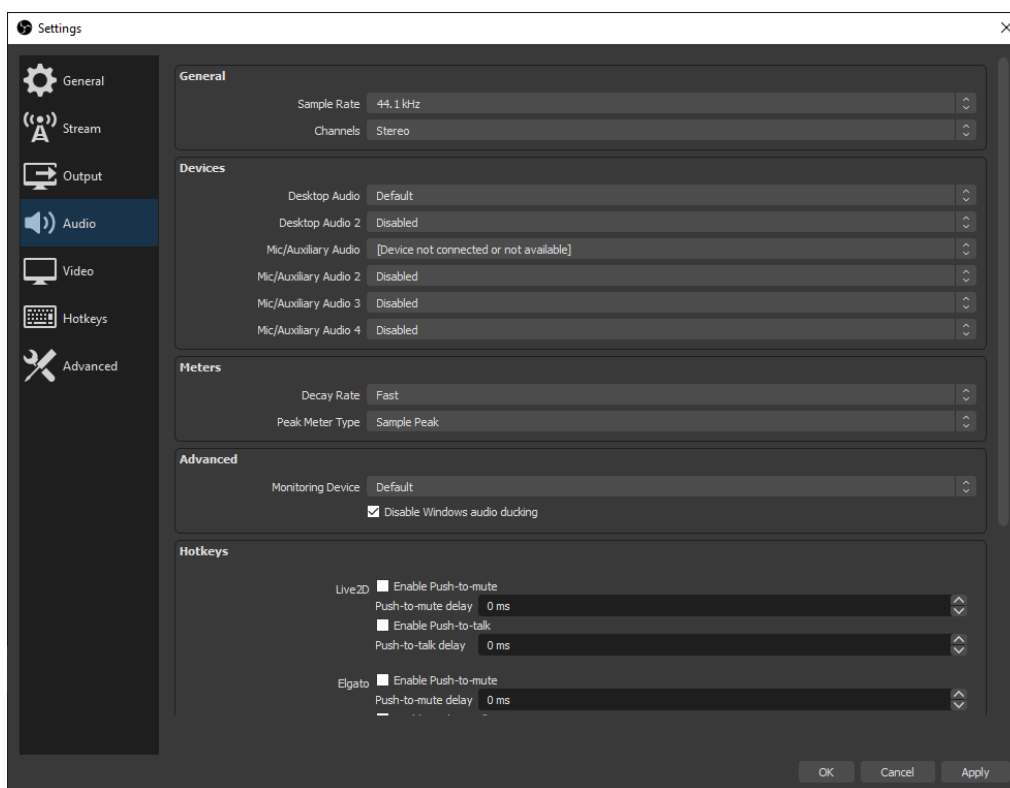 Settings
General
Stream
Output
Audio
Video
Hotkeys
Advanced
General
Sample Rate 44.1 kHz
Channels Stereo
Devices
Desktop Audio Default
Desktop Audio 2 Disabled
Mic/Auxiliary Audio [Device not connected or not available]
Mic/Auxiliary Audio 2 Disabled
Mic/Auxiliary Audio 3 Disabled
Mic/Auxiliary Audio 4 Disabled
Meters
Decay Rate Fast
Peak Meter Type Sample Peak
Advanced
Monitoring Device Default
Disable Windows audio ducking
Hotkeys
Live2D Enable Push-to-mute
Push-to-mute delay 0 ms
Enable Push-to-talk
Push-to-talk delay 0 ms
Elgato Enable Push-to-mute
Push-to-mute delay 0 ms
OK Cancel Apply